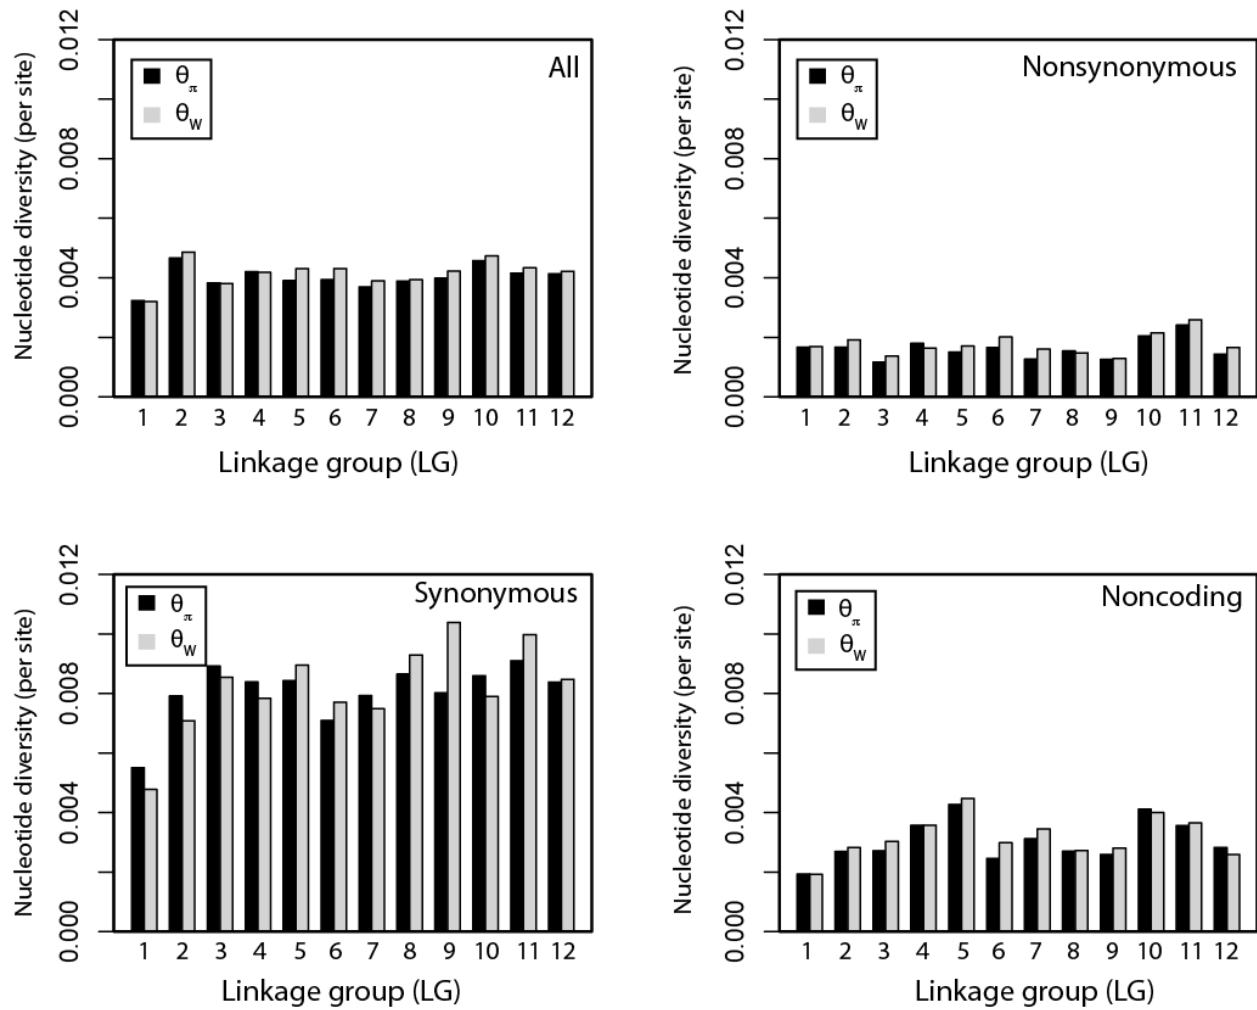 Nucleotide diversity (per site)
0.012
0.008
0.004
0.000
θπ
θW
All
1 2 3 4 5 6 7 8 9 10 11 12
Linkage group (LG)
Nucleotide diversity (per site)
0.012
0.008
0.004
0.000
θπ
θW
Nonsynonymous
1 2 3 4 5 6 7 8 9 10 11 12
Linkage group (LG)
Nucleotide diversity (per site)
0.012
0.008
0.004
0.000
θπ
θW
Synonymous
1 2 3 4 5 6 7 8 9 10 11 12
Linkage group (LG)
Nucleotide diversity (per site)
0.012
0.008
0.004
0.000
θπ
θW
Noncoding
1 2 3 4 5 6 7 8 9 10 11 12
Linkage group (LG)